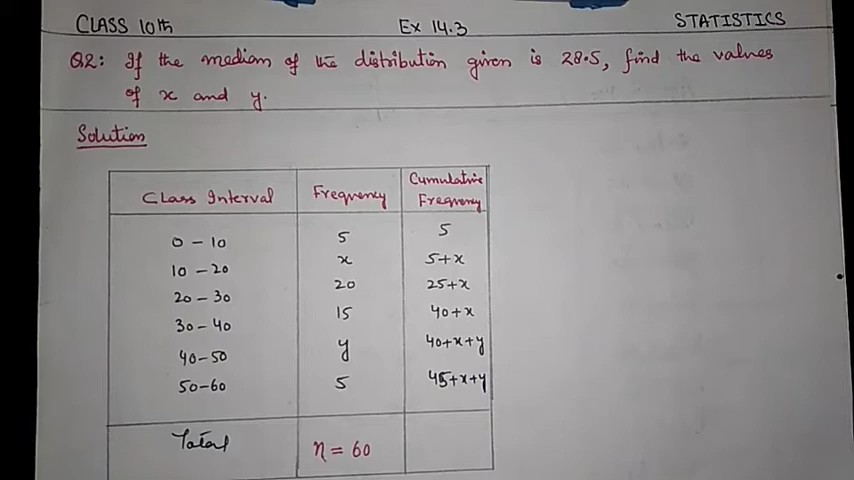 CLASS 10th Ex 14.3 STATISTICS
Q2: If the median of the distribution given is 28.5, find the values
of x and y.
Solution
Class Interval Frequency Cumulative Frequency
0 - 10 5 5
10 - 20 x 5+x
20 - 30 20 25+x
30 - 40 15 40+x
40-50 y 40+x+y
50-60 5 45+x+y
Total n = 60